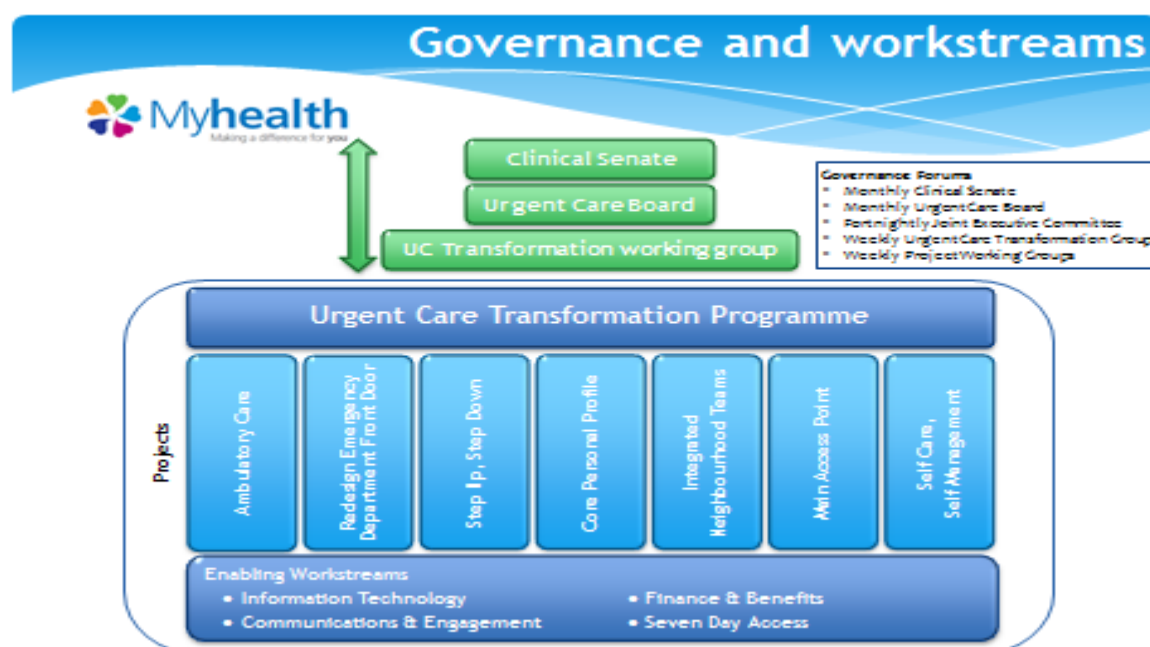 Governance and workstreams
Myhealth
Making a difference for you
Clinical Senate
Urgent Care Board
UC Transformation working group
Governance Forums
• Monthly Clinical Senate
• Monthly Urgent Care Board
• Fortnightly Joint Executive Committee
• Weekly Urgent Care Transformation Group
• Weekly Project Working Groups
Urgent Care Transformation Programme
Projects
Ambulatory Care
Redesign Emergency
Department Front Door
Step Up, Step Down
Core Personal Profile
Integrated
Neighbourhood Teams
Main Access Point
Self Care,
Self Management
Enabling Workstreams
• Information Technology
• Communications & Engagement
• Finance & Benefits
• Seven Day Access